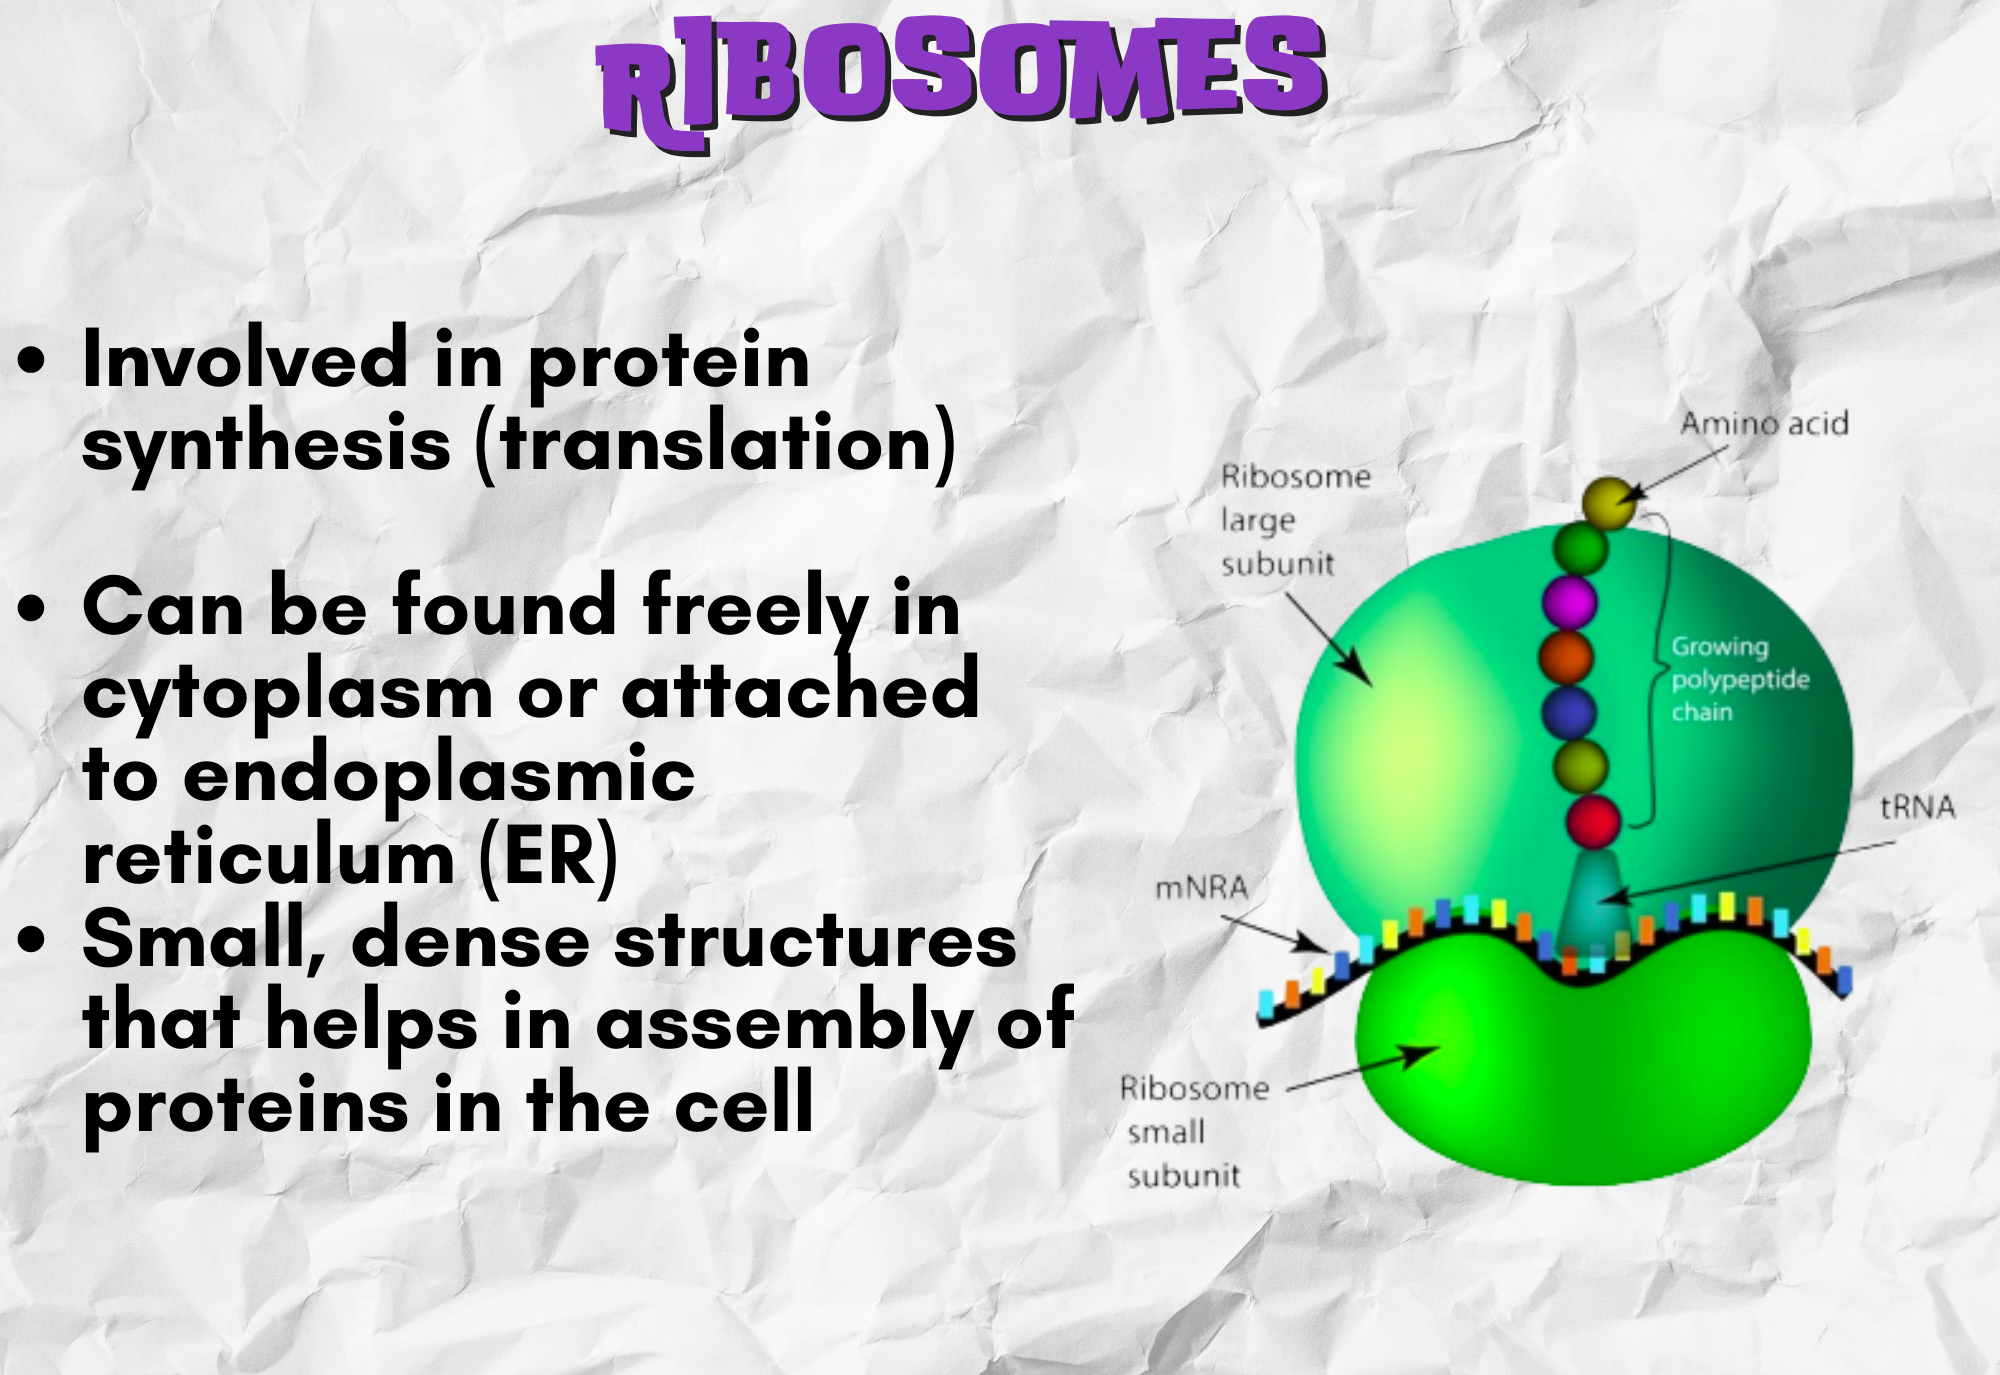 RIBOSOMES
• Involved in protein
synthesis (translation)
• Can be found freely in
cytoplasm or attached
to endoplasmic
reticulum (ER)
• Small, dense structures
that helps in assembly of
proteins in the cell
Amino acid
Ribosome
large
subunit
Growing
polypeptide
chain
tRNA
mNRA
Ribosome
small
subunit